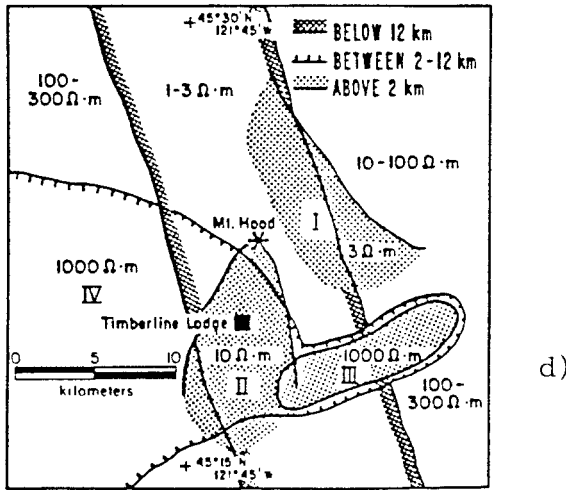 + 45°30' N
121°45' W
BELOW 12 km
BETWEEN 2-12 km
ABOVE 2 km
100-
300Ω·m
1-3 Ω·m
10-100Ω·m
I
Mt. Hood
3 Ω·m
1000 Ω·m
IV
Timberline Lodge
0 5 10
kilometers
10 Ω·m
II
1000Ω·m
III
100-
300Ω·m
+ 45°15' N
121°45' W
d)